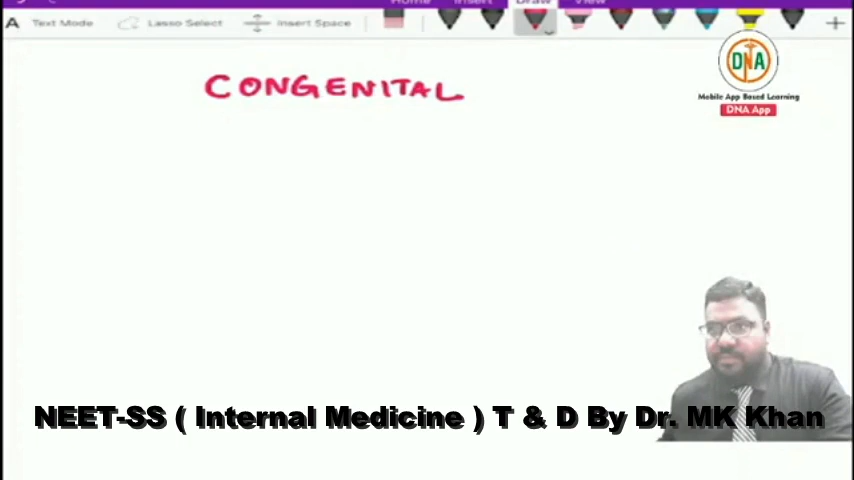 Home Insert Draw View
A Text Mode Lasso Select Insert Space
CONGENITAL
DNA
Mobile App Based Learning
DNA App
NEET-SS ( Internal Medicine ) T & D By Dr. MK Khan